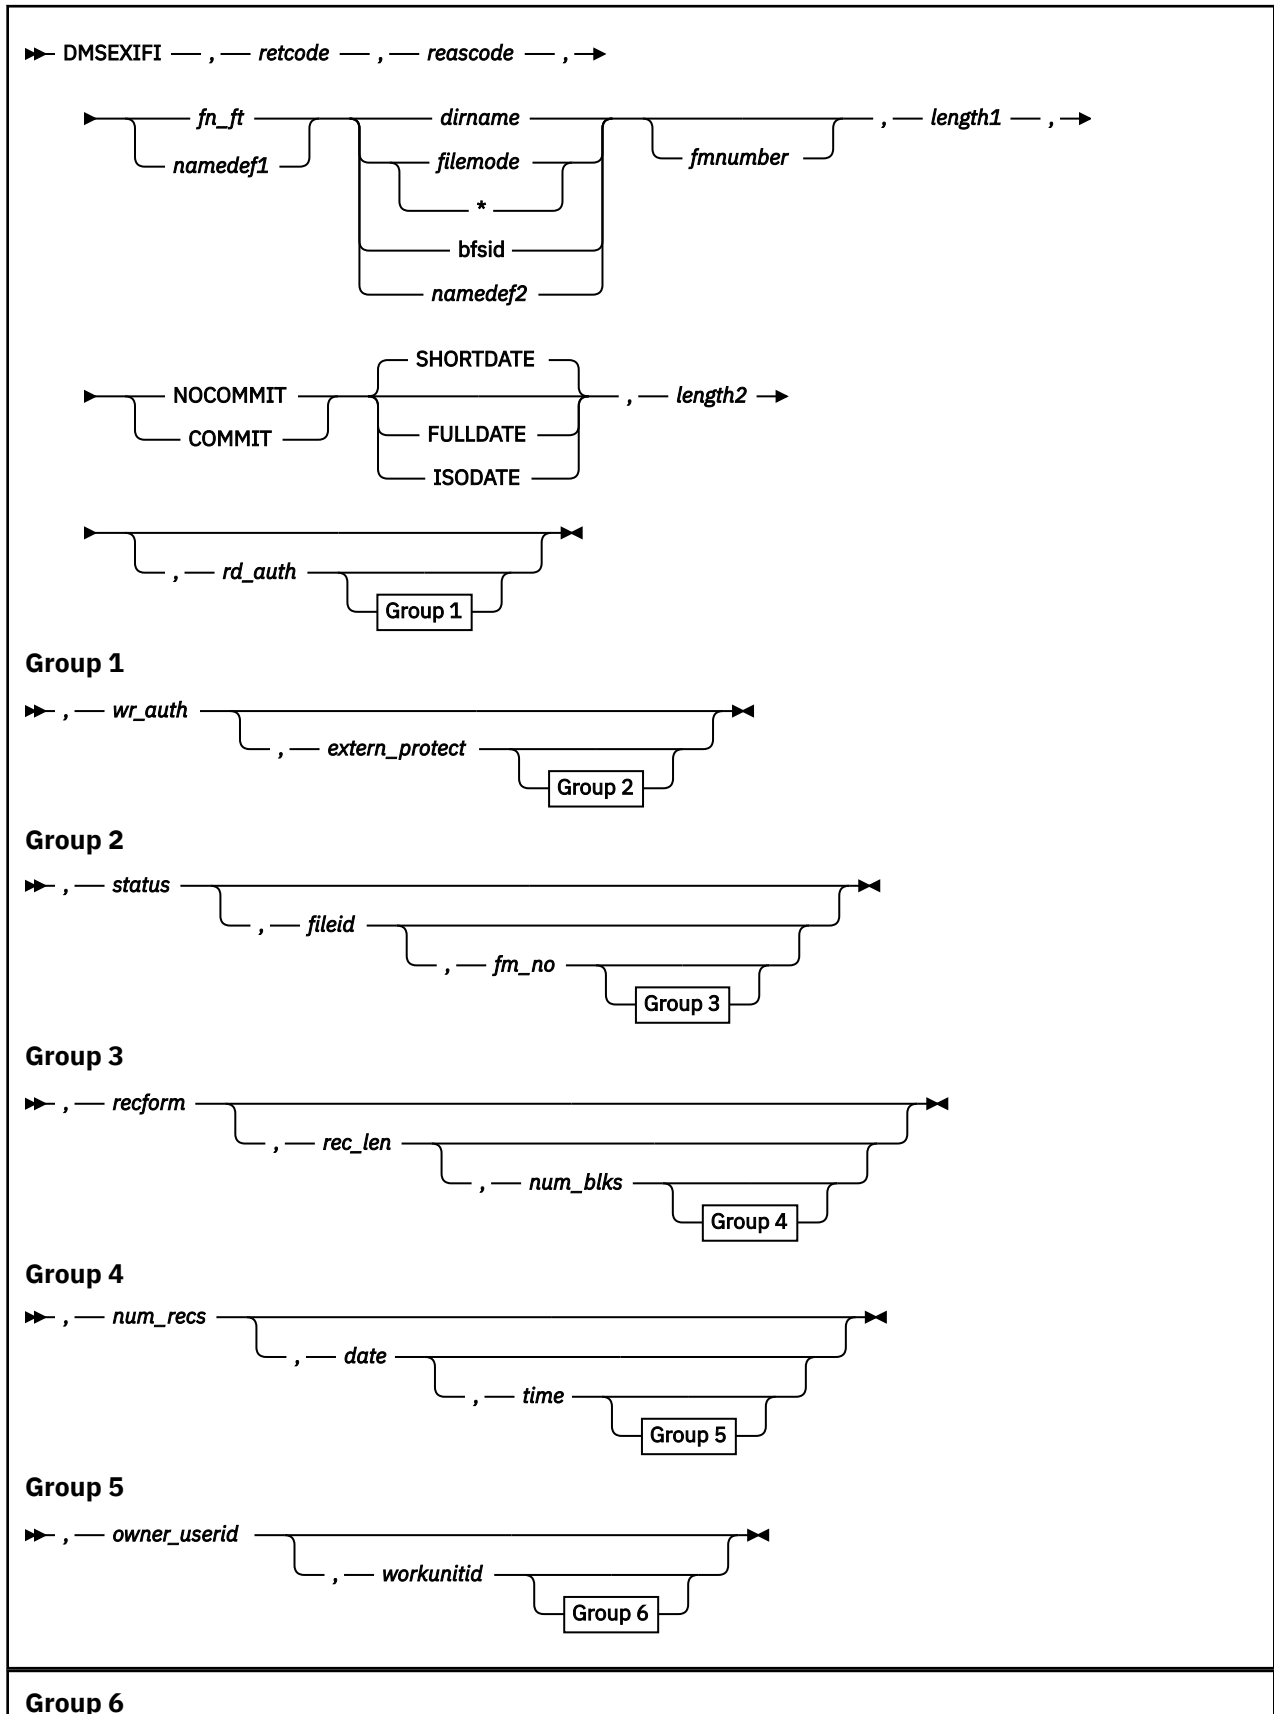 DMSEXIFI , retcode , reascode ,
fn_ft dirname , length1 ,
namedef1 filemode fmnumber
*
bfsid
namedef2
SHORTDATE
NOCOMMIT , length2
COMMIT FULLDATE
ISODATE
, rd_auth
Group 1
Group 1
, wr_auth
, extern_protect
Group 2
Group 2
, status
, fileid
, fm_no
Group 3
Group 3
, recform
, rec_len
, num_blks
Group 4
Group 4
, num_recs
, date
, time
Group 5
Group 5
, owner_userid
, workunitid
Group 6
Group 6